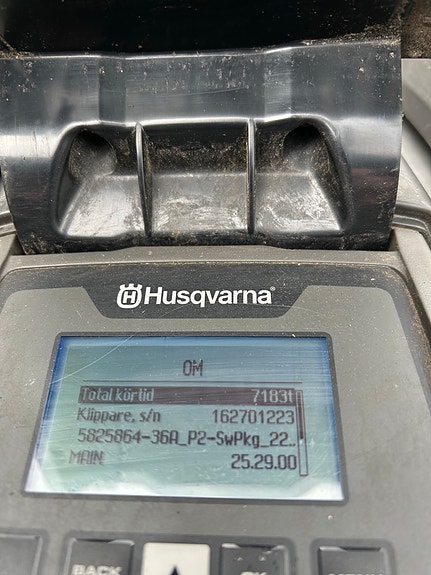 Husqvarna
OM
Total körtid 7183t
Klippare, s/n 162701223
5825864-36A_P2-SwPkg_22..
MAIN 25.29.00
BACK